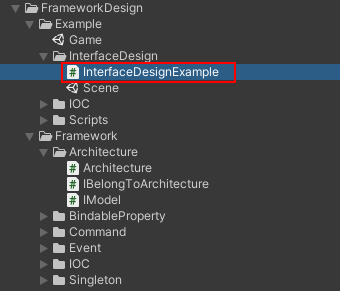 FrameworkDesign
Example
Game
InterfaceDesign
InterfaceDesignExample
Scene
IOC
Scripts
Framework
Architecture
Architecture
IBelongToArchitecture
IModel
BindableProperty
Command
Event
IOC
Singleton